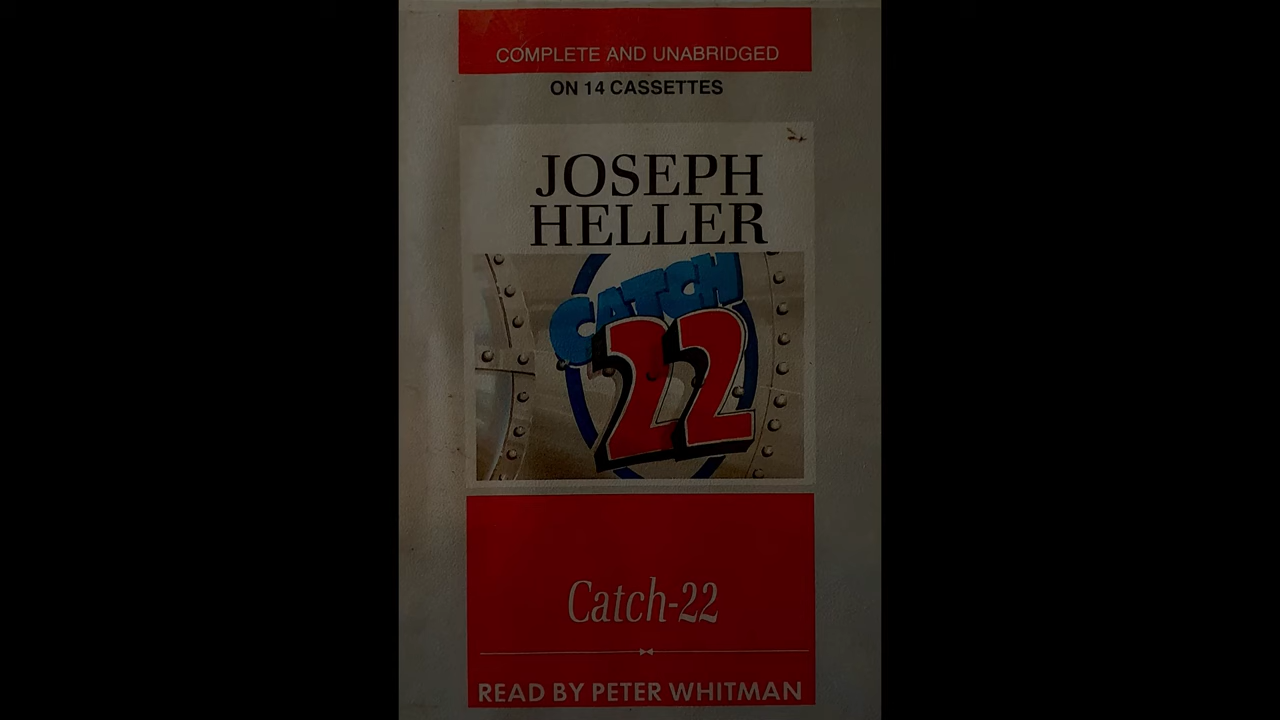 COMPLETE AND UNABRIDGED
ON 14 CASSETTES
JOSEPH
HELLER
CATCH
22
Catch-22
READ BY PETER WHITMAN